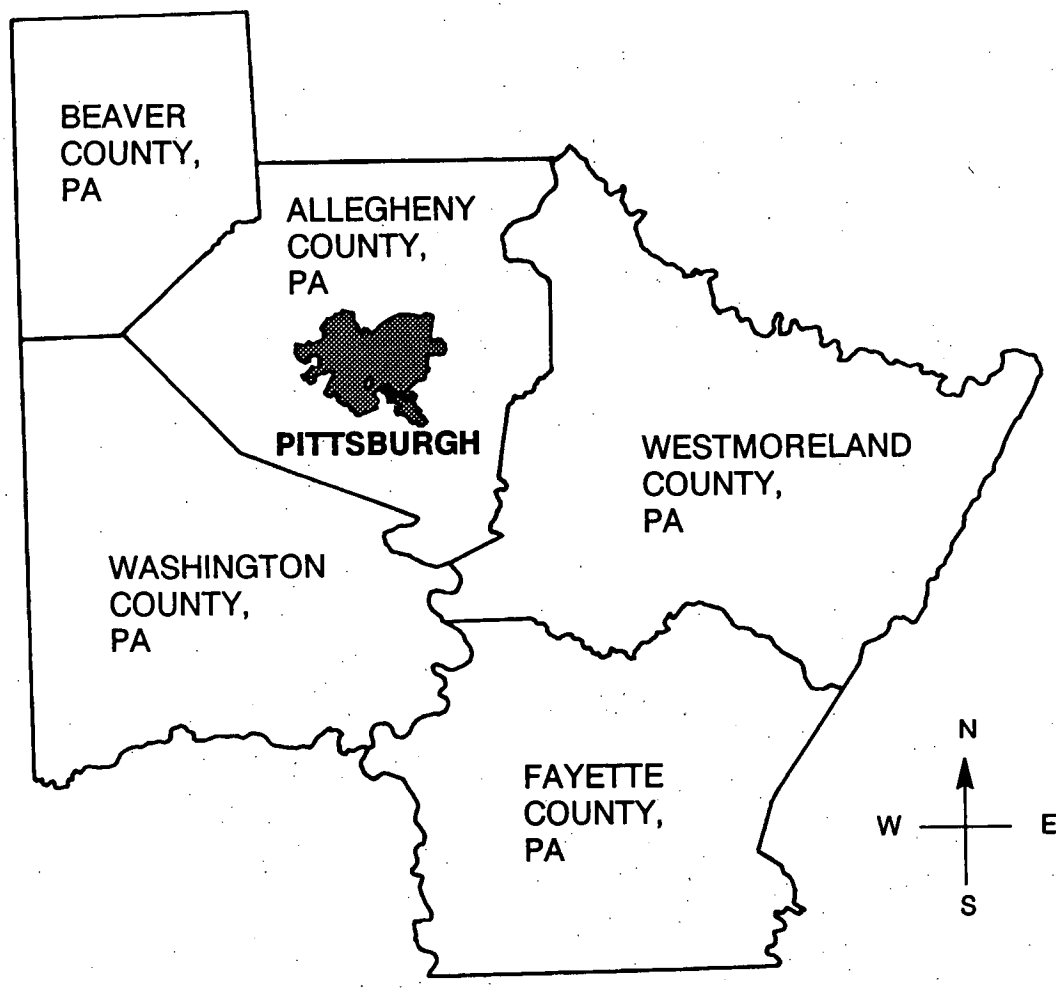 BEAVER
COUNTY,
PA
ALLEGHENY
COUNTY,
PA
PITTSBURGH
WESTMORELAND
COUNTY,
PA
WASHINGTON
COUNTY,
PA
FAYETTE
COUNTY,
PA
N
W E
S